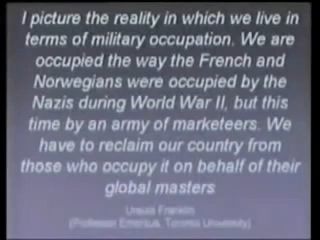 I picture the reality in which we live in
terms of military occupation. We are
occupied the way the French and
Norwegians were occupied by the
Nazis during World War II, but this
time by an army of marketeers. We
have to reclaim our country from
those who occupy it on behalf of their
global masters
Ursula Franklin
(Professor Emeritus, Toronto University)